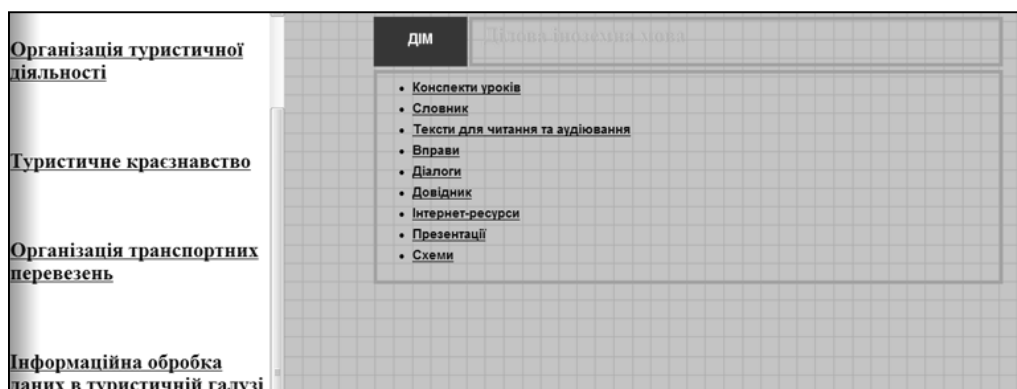 Організація туристичної
діяльності
Туристичне краєзнавство
Організація транспортних
перевезень
Інформаційна обробка
даних в туристичній галузі
ДІМ
Ділова іноземна мова
Конспекти уроків
Словник
Тексти для читання та аудіювання
Вправи
Діалоги
Довідник
Інтернет-ресурси
Презентації
Схеми